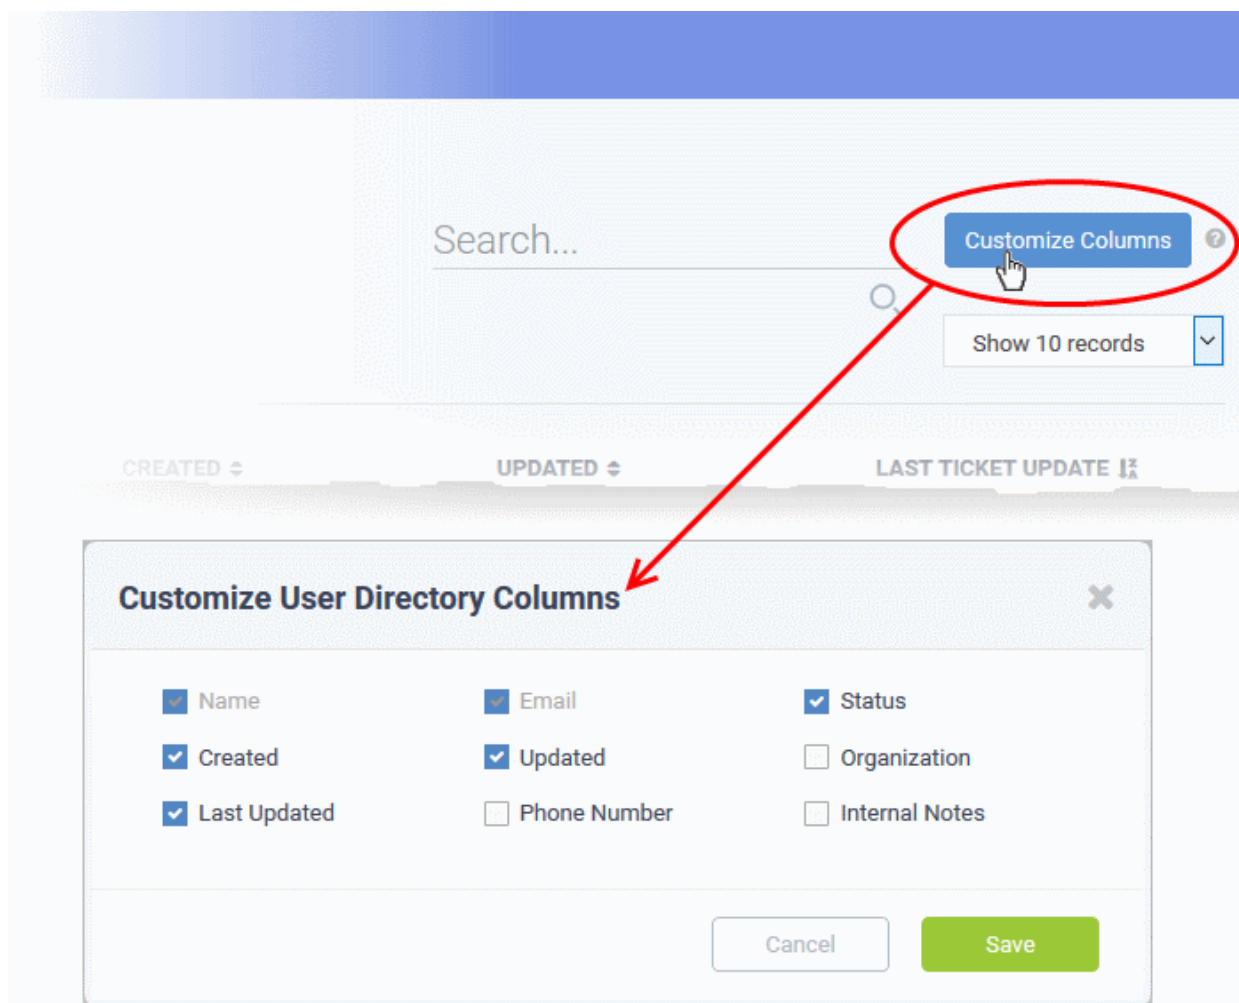 Search...
Customize Columns
Show 10 records
CREATED UPDATED LAST TICKET UPDATE
Customize User Directory Columns
Name Email Status
Created Updated Organization
Last Updated Phone Number Internal Notes
Cancel Save